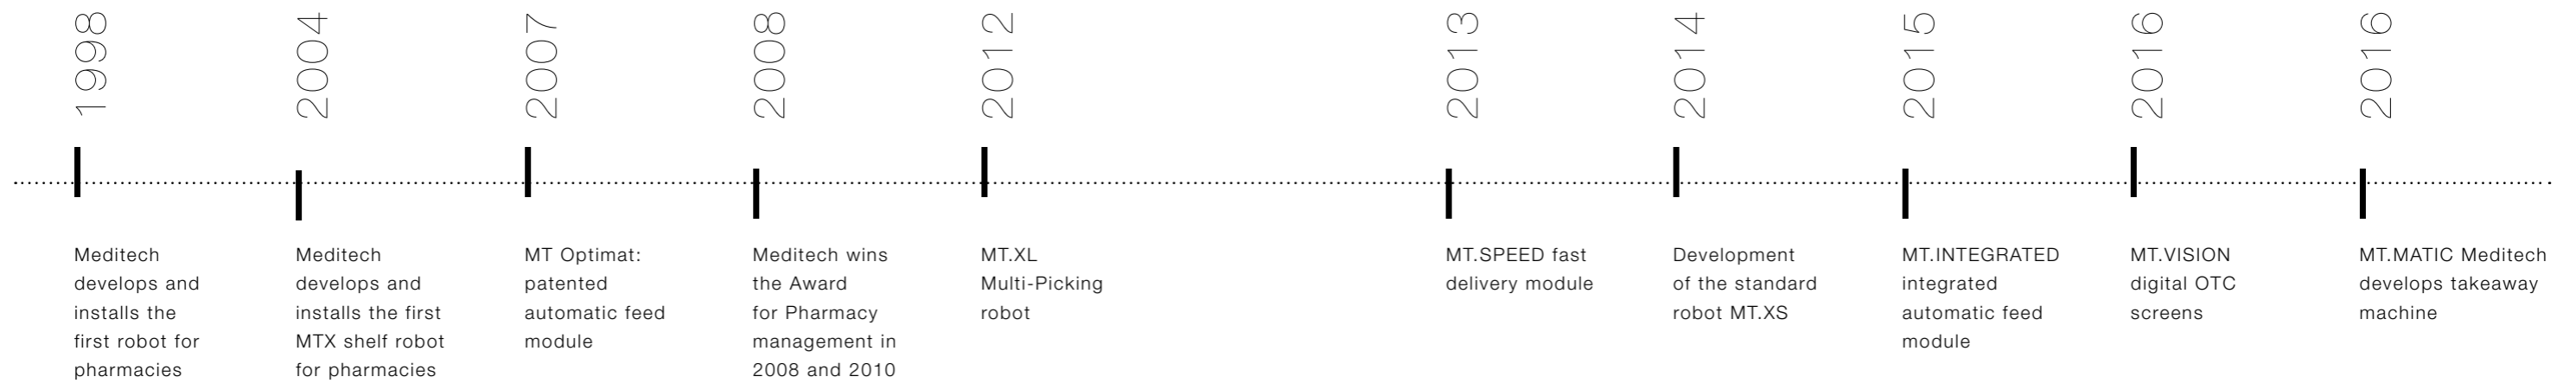 1998
Meditech
develops and
installs the
first robot for
pharmacies
2004
Meditech
develops and
installs the first
MTX shelf robot
for pharmacies
2007
MT Optimat:
patented
automatic feed
module
2008
Meditech wins
the Award
for Pharmacy
management in
2008 and 2010
2012
MT.XL
Multi-Picking
robot
2013
MT.SPEED fast
delivery module
2014
Development
of the standard
robot MT.XS
2015
MT.INTEGRATED
integrated
automatic feed
module
2016
MT.VISION
digital OTC
screens
2016
MT.MATIC Meditech
develops takeaway
machine